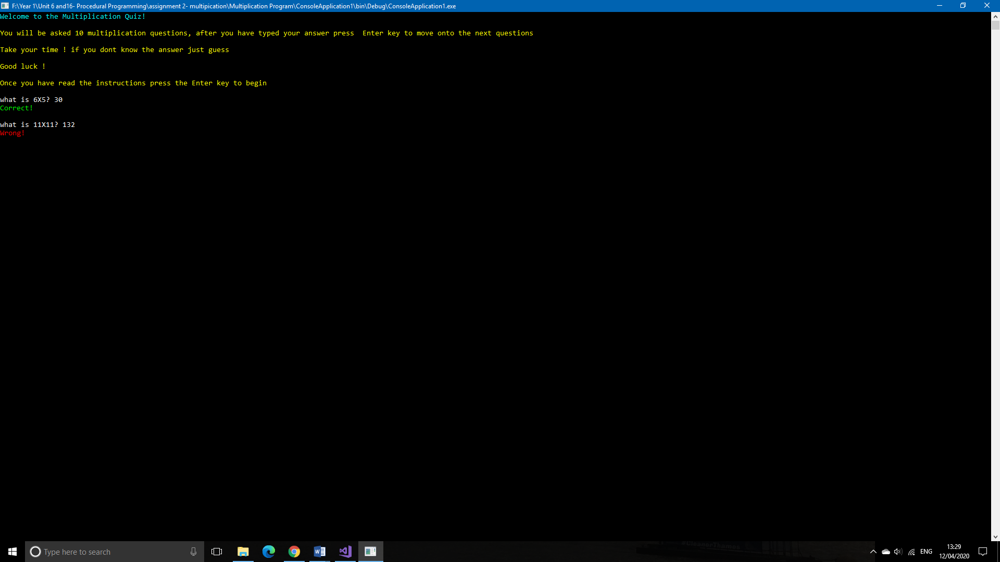 F:\Year 1\Unit 6 and16- Procedural Programming\assignment 2- multipication\Multiplication Program\ConsoleApplication1\bin\Debug\ConsoleApplication1.exe
Welcome to the Multiplication Quiz!
You will be asked 10 multiplication questions, after you have typed your answer press  Enter key to move onto the next questions
Take your time ! if you dont know the answer just guess
Good luck !
Once you have read the instructions press the Enter key to begin
what is 6X5? 30
Correct!
what is 11X11? 132
Wrong!
Type here to search
ENG
13:29
12/04/2020